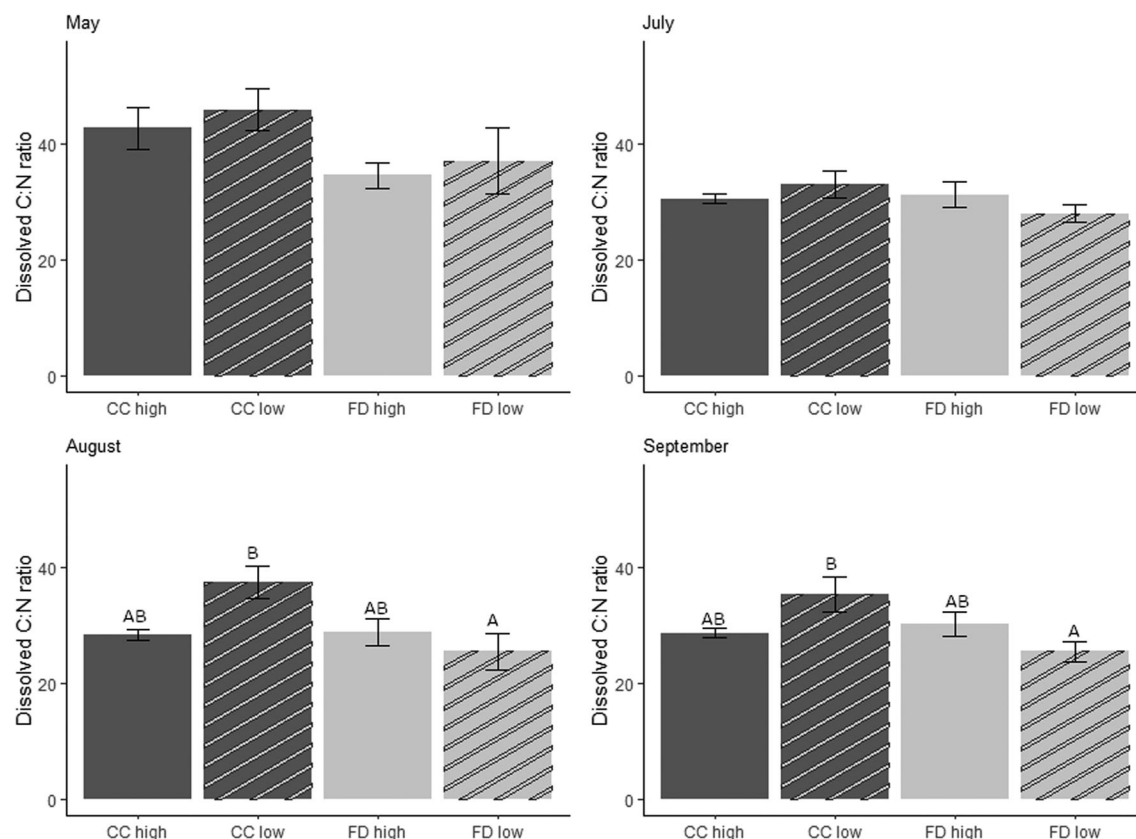 May
Dissolved C:N ratio
40
20
0
CC high CC low FD high FD low
July
Dissolved C:N ratio
40
20
0
CC high CC low FD high FD low
August
Dissolved C:N ratio
40
20
0
AB B AB A
CC high CC low FD high FD low
September
Dissolved C:N ratio
40
20
0
AB B AB A
CC high CC low FD high FD low